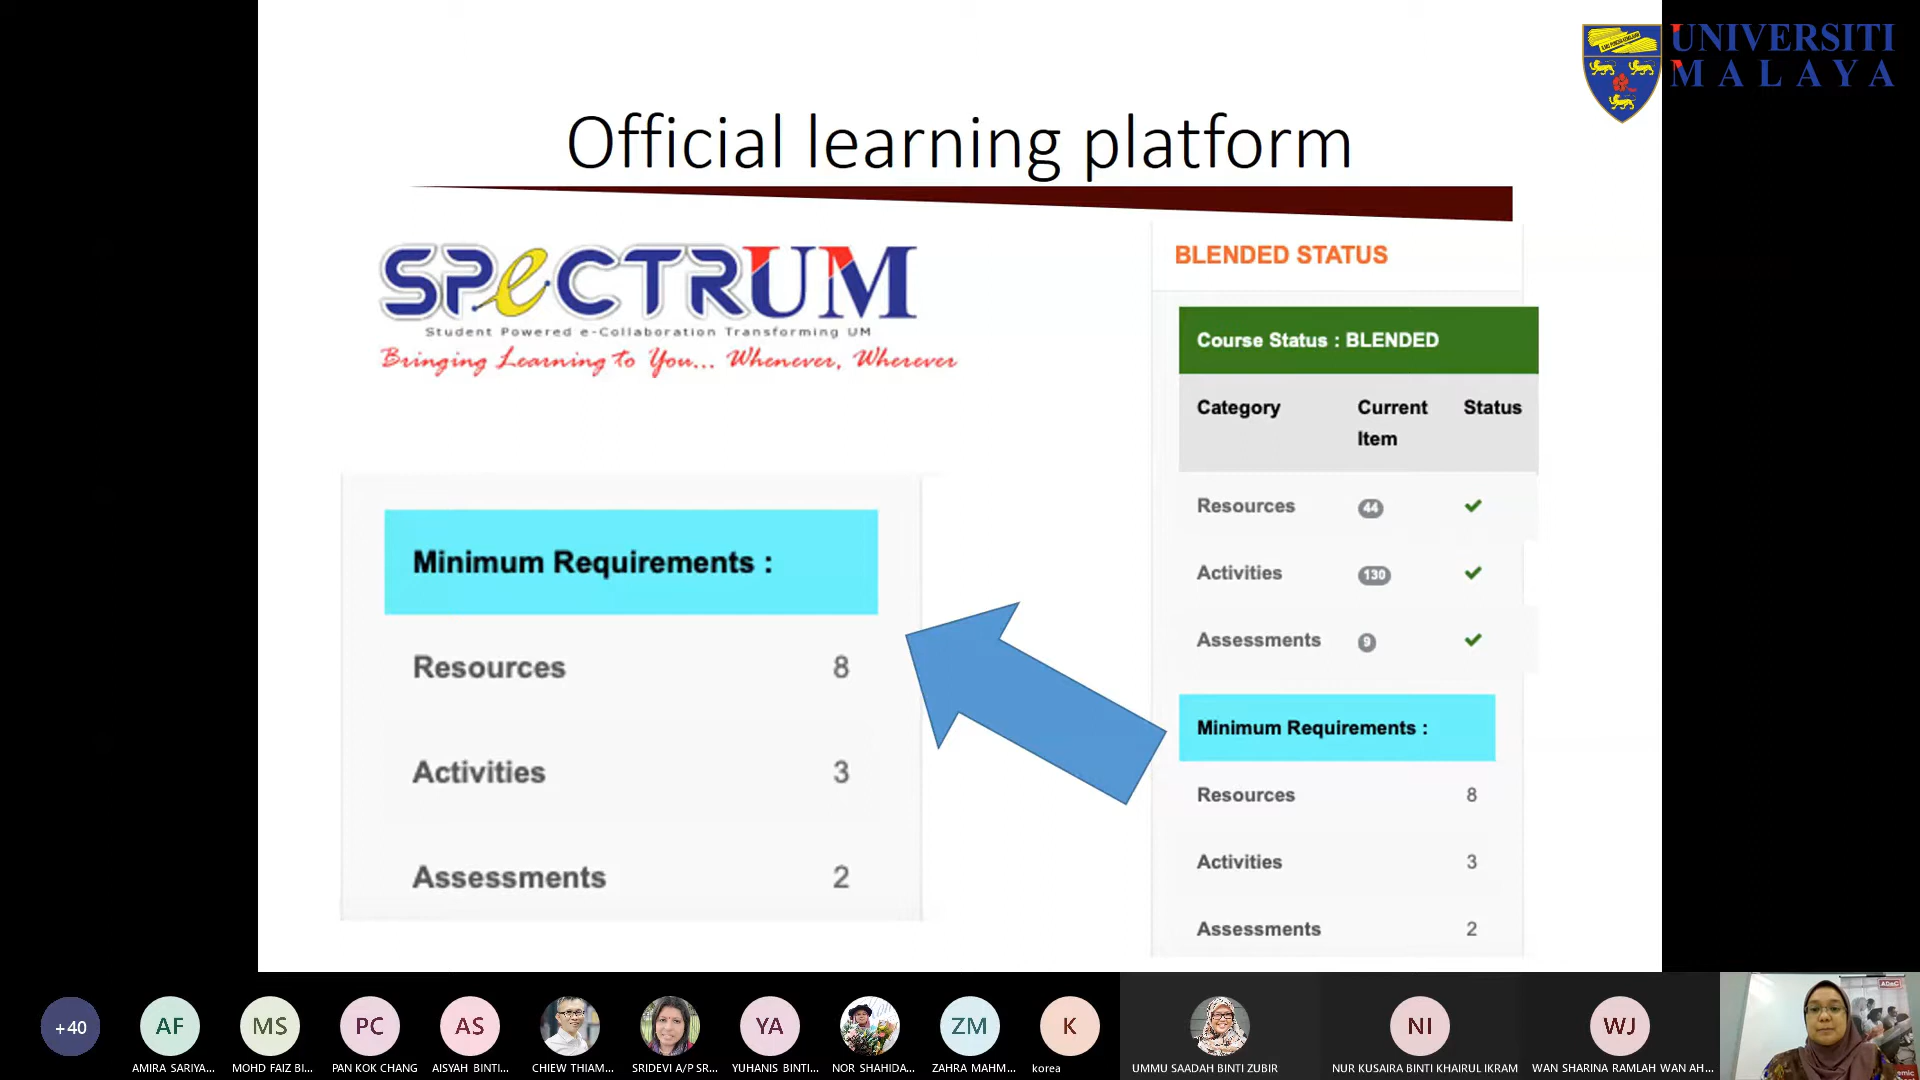 UNIVERSITI
MALAYA
Official learning platform
SPeCTRUM
Student Powered e-Collaboration Transforming UM
Bringing Learning to You... Whenever, Wherever
BLENDED STATUS
Course Status : BLENDED
Category Current Item Status
Resources 44
Activities 130
Assessments 9
Minimum Requirements :
Resources 8
Activities 3
Assessments 2
Minimum Requirements :
Resources 8
Activities 3
Assessments 2
+40
AF
MS
PC
AS
YA
ZM
K
NI
WJ
AMIRA SARIYA...
MOHD FAIZ BI...
PAN KOK CHANG
AISYAH BINTI...
CHIEW THIAM...
SRIDEVI A/P SR...
YUHANIS BINTI...
NOR SHAHIDA...
ZAHRA MAHM...
korea
UMMU SAADAH BINTI ZUBIR
NUR KUSAIRA BINTI KHAIRUL IKRAM
WAN SHARINA RAMLAH WAN AH...